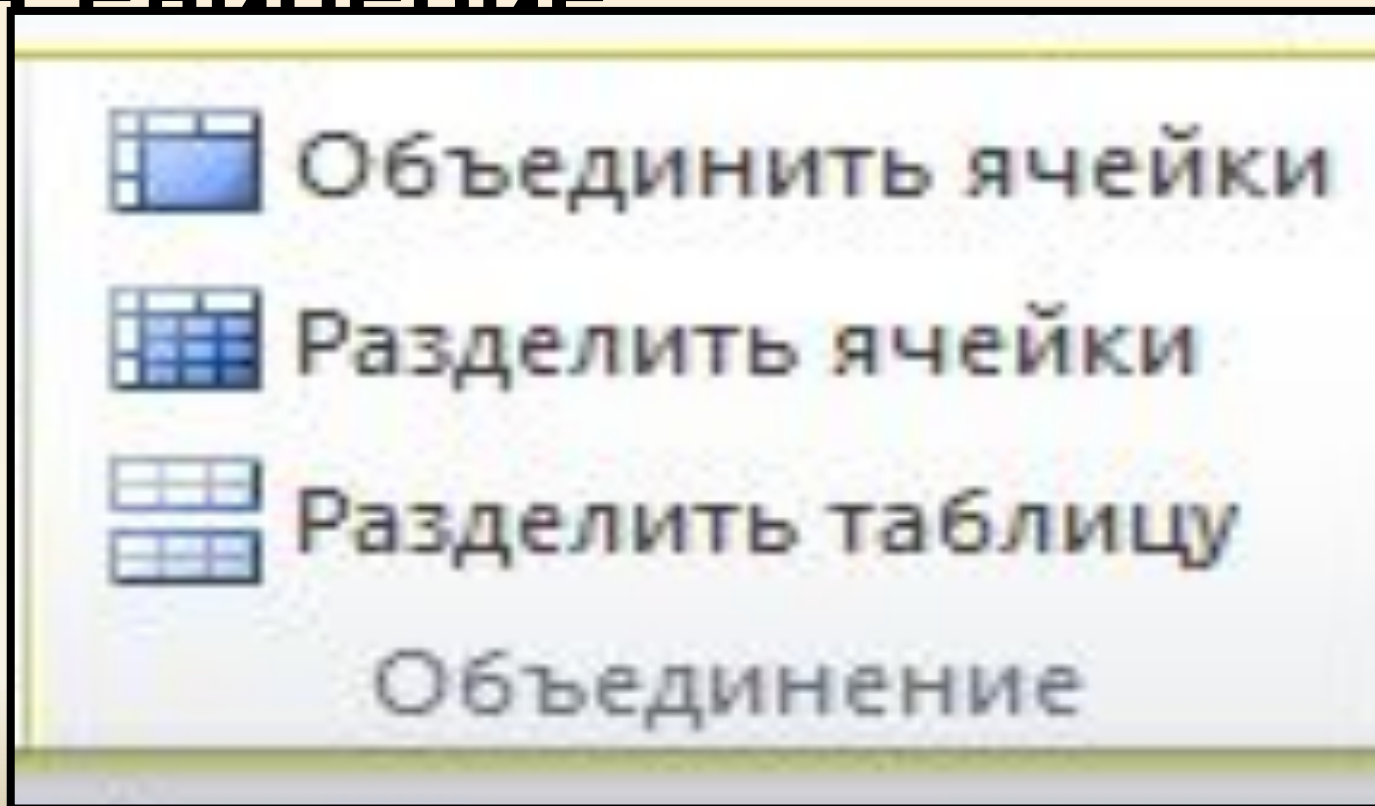 Объединить ячейки
Разделить ячейки
Разделить таблицу
Объединение